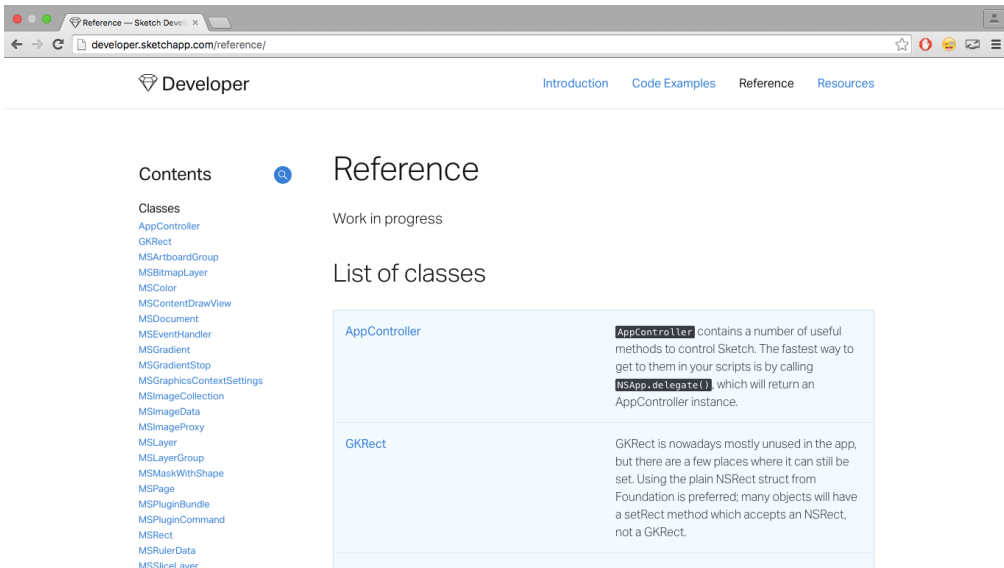 Reference — Sketch Devel
developer.sketchapp.com/reference/
Developer
Introduction Code Examples Reference Resources
Contents
Classes
AppController
GKRect
MSArtboardGroup
MSBitmapLayer
MSColor
MSContentDrawView
MSDocument
MSEventHandler
MSGradient
MSGradientStop
MSGraphicsContextSettings
MSImageCollection
MSImageData
MSImageProxy
MSLayer
MSLayerGroup
MSMaskWithShape
MSPage
MSPluginBundle
MSPluginCommand
MSRect
MSRulerData
MSSliceLayer
Reference
Work in progress
List of classes
AppController
AppController contains a number of useful
methods to control Sketch. The fastest way to
get to them in your scripts is by calling
NSApp.delegate(), which will return an
AppController instance.
GKRect
GKRect is nowadays mostly unused in the app,
but there are a few places where it can still be
set. Using the plain NSRect struct from
Foundation is preferred; many objects will have
a setRect method which accepts an NSRect,
not a GKRect.